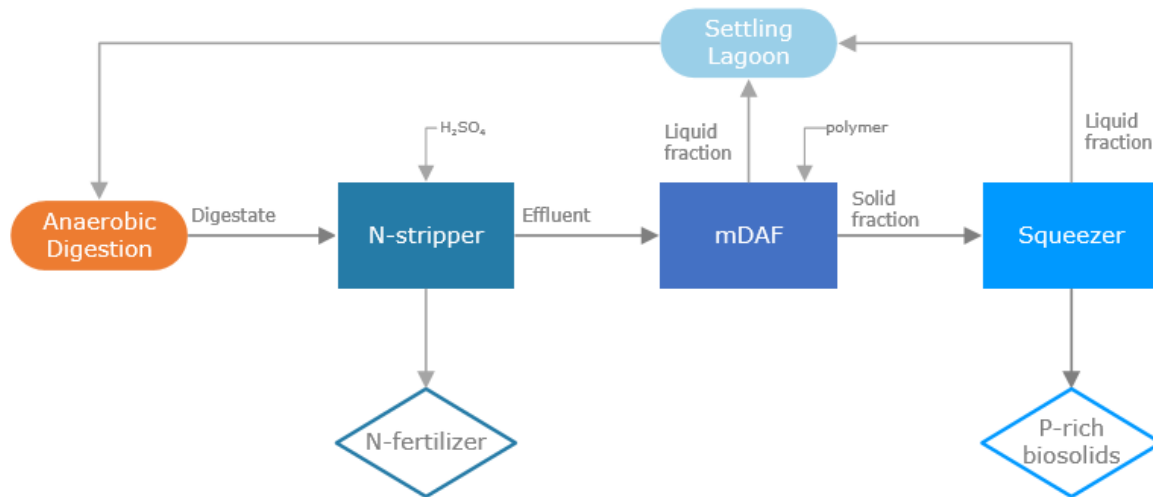 Settling
Lagoon
H₂SO₄
Liquid
fraction
polymer
Liquid
fraction
Anaerobic
Digestion
Digestate
N-stripper
Effluent
mDAF
Solid
fraction
Squeezer
N-fertilizer
P-rich
biosolids